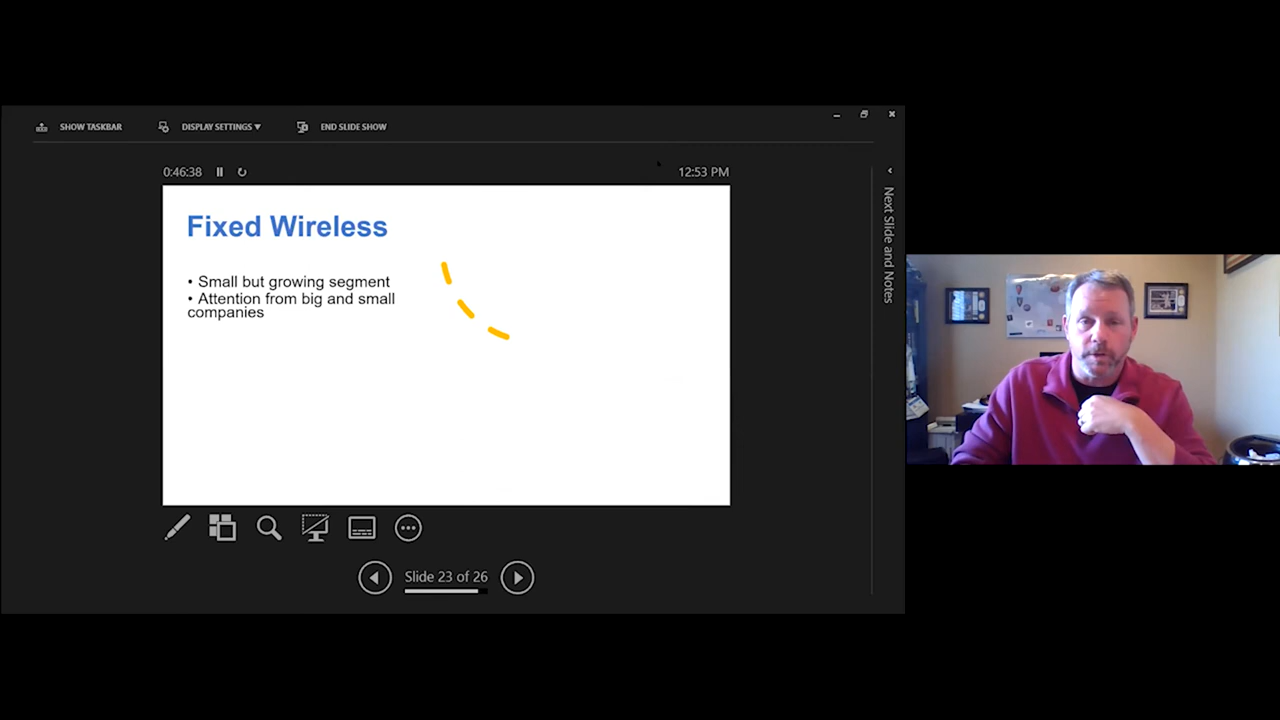 SHOW TASKBAR
DISPLAY SETTINGS ▾
END SLIDE SHOW
0:46:38
12:53 PM
Next Slide and Notes
Fixed Wireless
• Small but growing segment
• Attention from big and small
companies
Slide 23 of 26